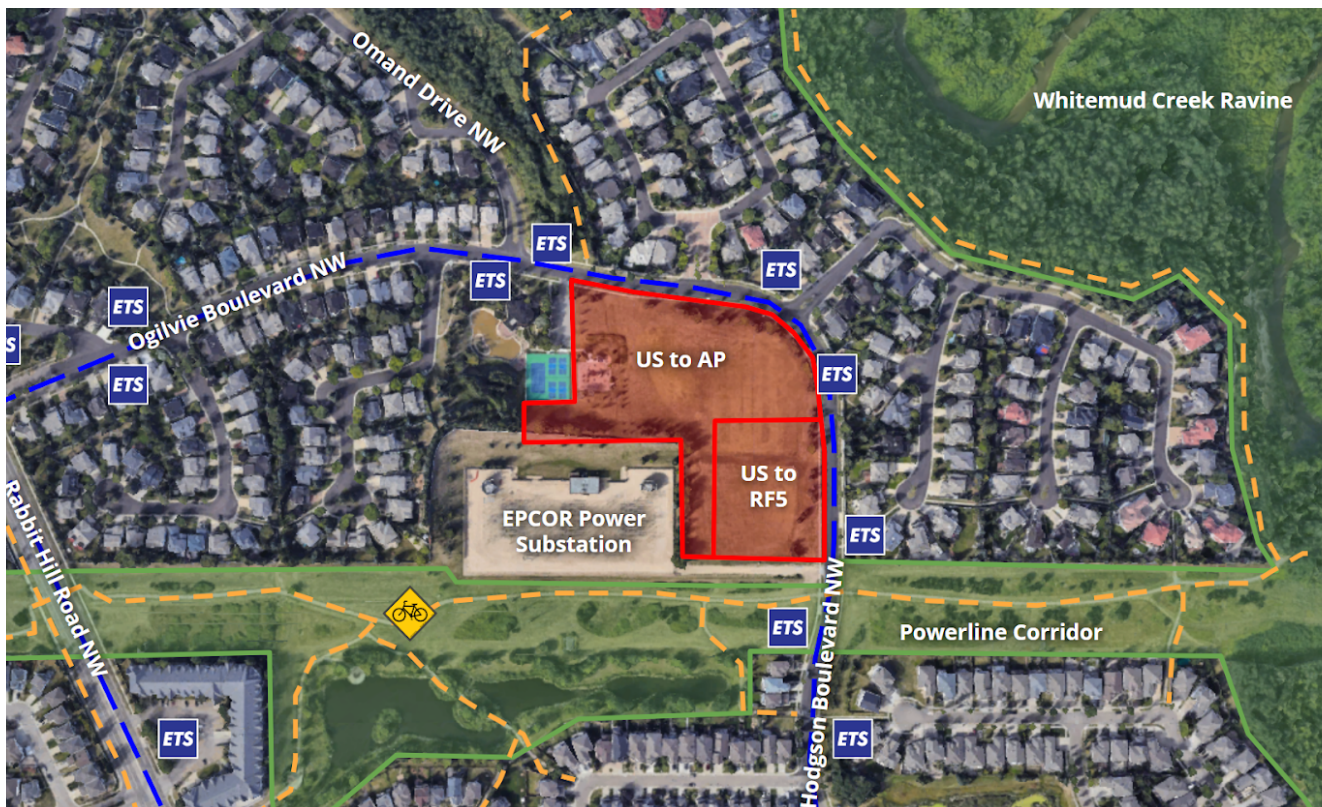 Omand Drive NW
Whitemud Creek Ravine
ETS
ETS
ETS
Ogilvie Boulevard NW
ETS
S
ETS
ETS
US to AP
US to
RF5
EPCOR Power
Substation
ETS
Rabbit Hill Road NW
ETS
Powerline Corridor
Hodgson Boulevard NW
ETS
ETS